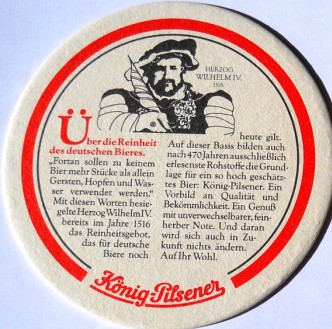 HERZOG
WILHELM IV.
1516
Über die Reinheit
des deutschen Bieres.
„Fortan sollen zu keinem
Bier mehr Stücke als allein
Gersten, Hopfen und Was-
ser verwendet werden.“
Mit diesen Worten besie-
gelte Herzog Wilhelm IV.
bereits im Jahre 1516
das Reinheitsgebot,
das für deutsche
Biere noch
heute gilt.
Auf dieser Basis bilden auch
nach 470 Jahren ausschließlich
erlesenste Rohstoffe die Grund-
lage für ein so hoch geschätz-
tes Bier: König-Pilsener. Ein
Vorbild an Qualität und
Bekömmlichkeit. Ein Genuß
mit unverwechselbarer, fein-
herber Note. Und daran
wird sich auch in Zu-
kunft nichts ändern.
Auf Ihr Wohl.
König-Pilsener